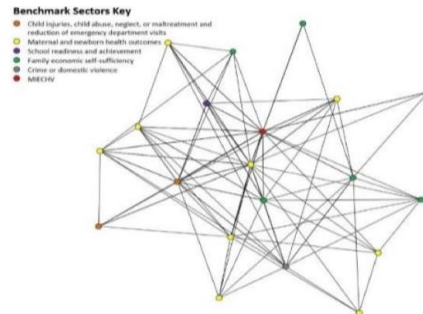 Benchmark Sectors Key
Child injuries, child abuse, neglect, or maltreatment and
reduction of emergency department visits
Maternal and newborn health outcomes
School readiness and achievement
Family economic self-sufficiency
Crime or domestic violence
MIECHV